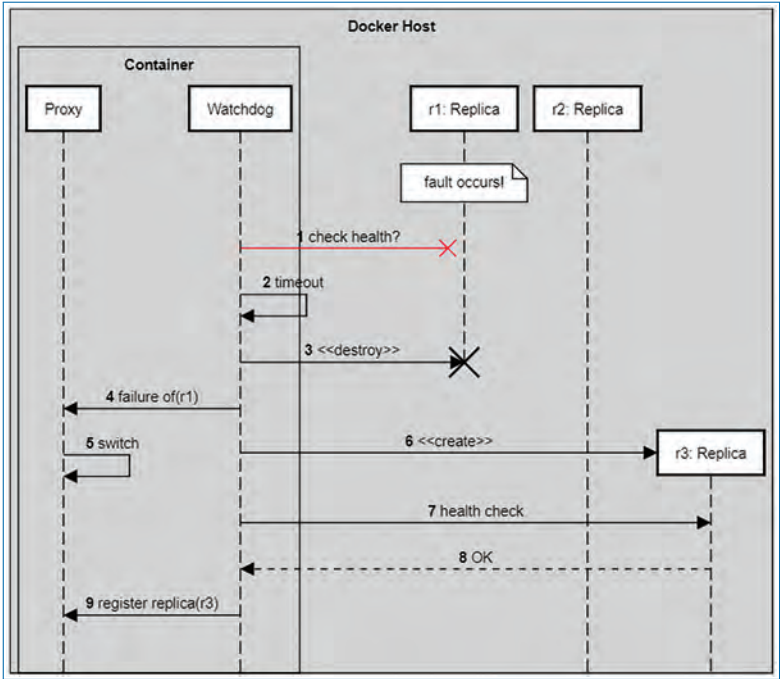 Docker Host
Container
Proxy
Watchdog
r1: Replica
r2: Replica
fault occurs!
1 check health?
2 timeout
3 <<destroy>>
4 failure of(r1)
5 switch
6 <<create>>
r3: Replica
7 health check
8 OK
9 register replica(r3)